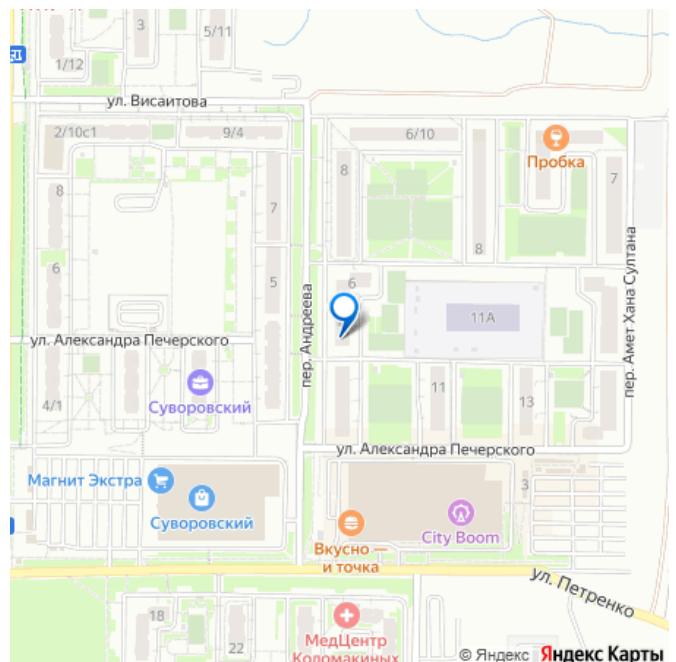 3
5/11
1/12
ул. Висаитова
2/10с1
9/4
6/10
Пробка
8
8
7
7
8
6
5
6
пер. Андреева
11А
пер. Амет Хана Султана
ул. Александра Печерского
4/1
Суворовский
11
13
ул. Александра Печерского
Магнит Экстра
Суворовский
3
City Boom
Вкусно —
и точка
ул. Петренко
18
22
МедЦентр
Коломакиных
© Яндекс Яндекс Карты